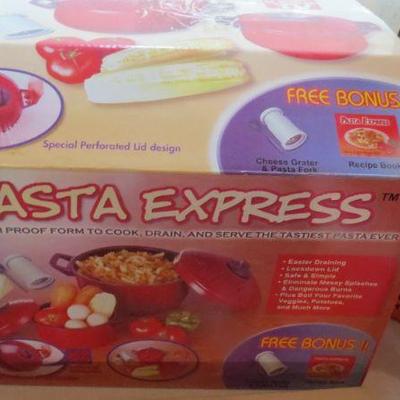 FREE BONUS
PASTA EXPRESS
Special Perforated Lid design
Cheese Grater
& Pasta Fork
Recipe Book
ASTA EXPRESS™
PROOF FORM TO COOK, DRAIN, AND SERVE THE TASTIEST PASTA EVER
• Easier Draining
• Lockdown Lid
• Safe & Simple
• Eliminate Messy Splashes
& Dangerous Burns
• Plus Boil Your Favorite
Veggies, Potatoes,
and Much More
FREE BONUS !!